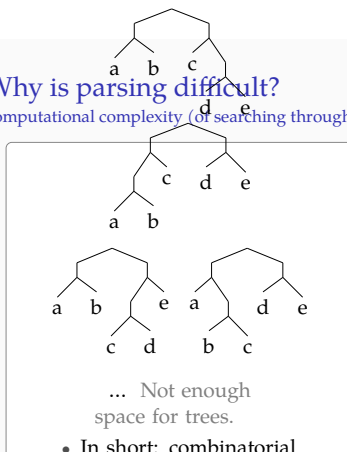 a b c
d e
Why is parsing difficult?
omputational complexity (of searching through
c d e
a b
a b e a d e
c d b c
... Not enough
space for trees.
• In short: combinatorial